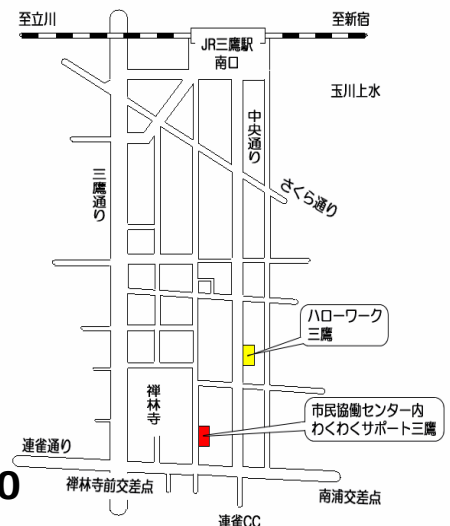 至立川
至新宿
JR三鷹駅
南口
玉川上水
中央通り
三鷹通り
さくら通り
ハローワーク
三鷹
禅林寺
市民協働センター内
わくわくサポート三鷹
連雀通り
0
禅林寺前交差点
南浦交差点
連雀CC